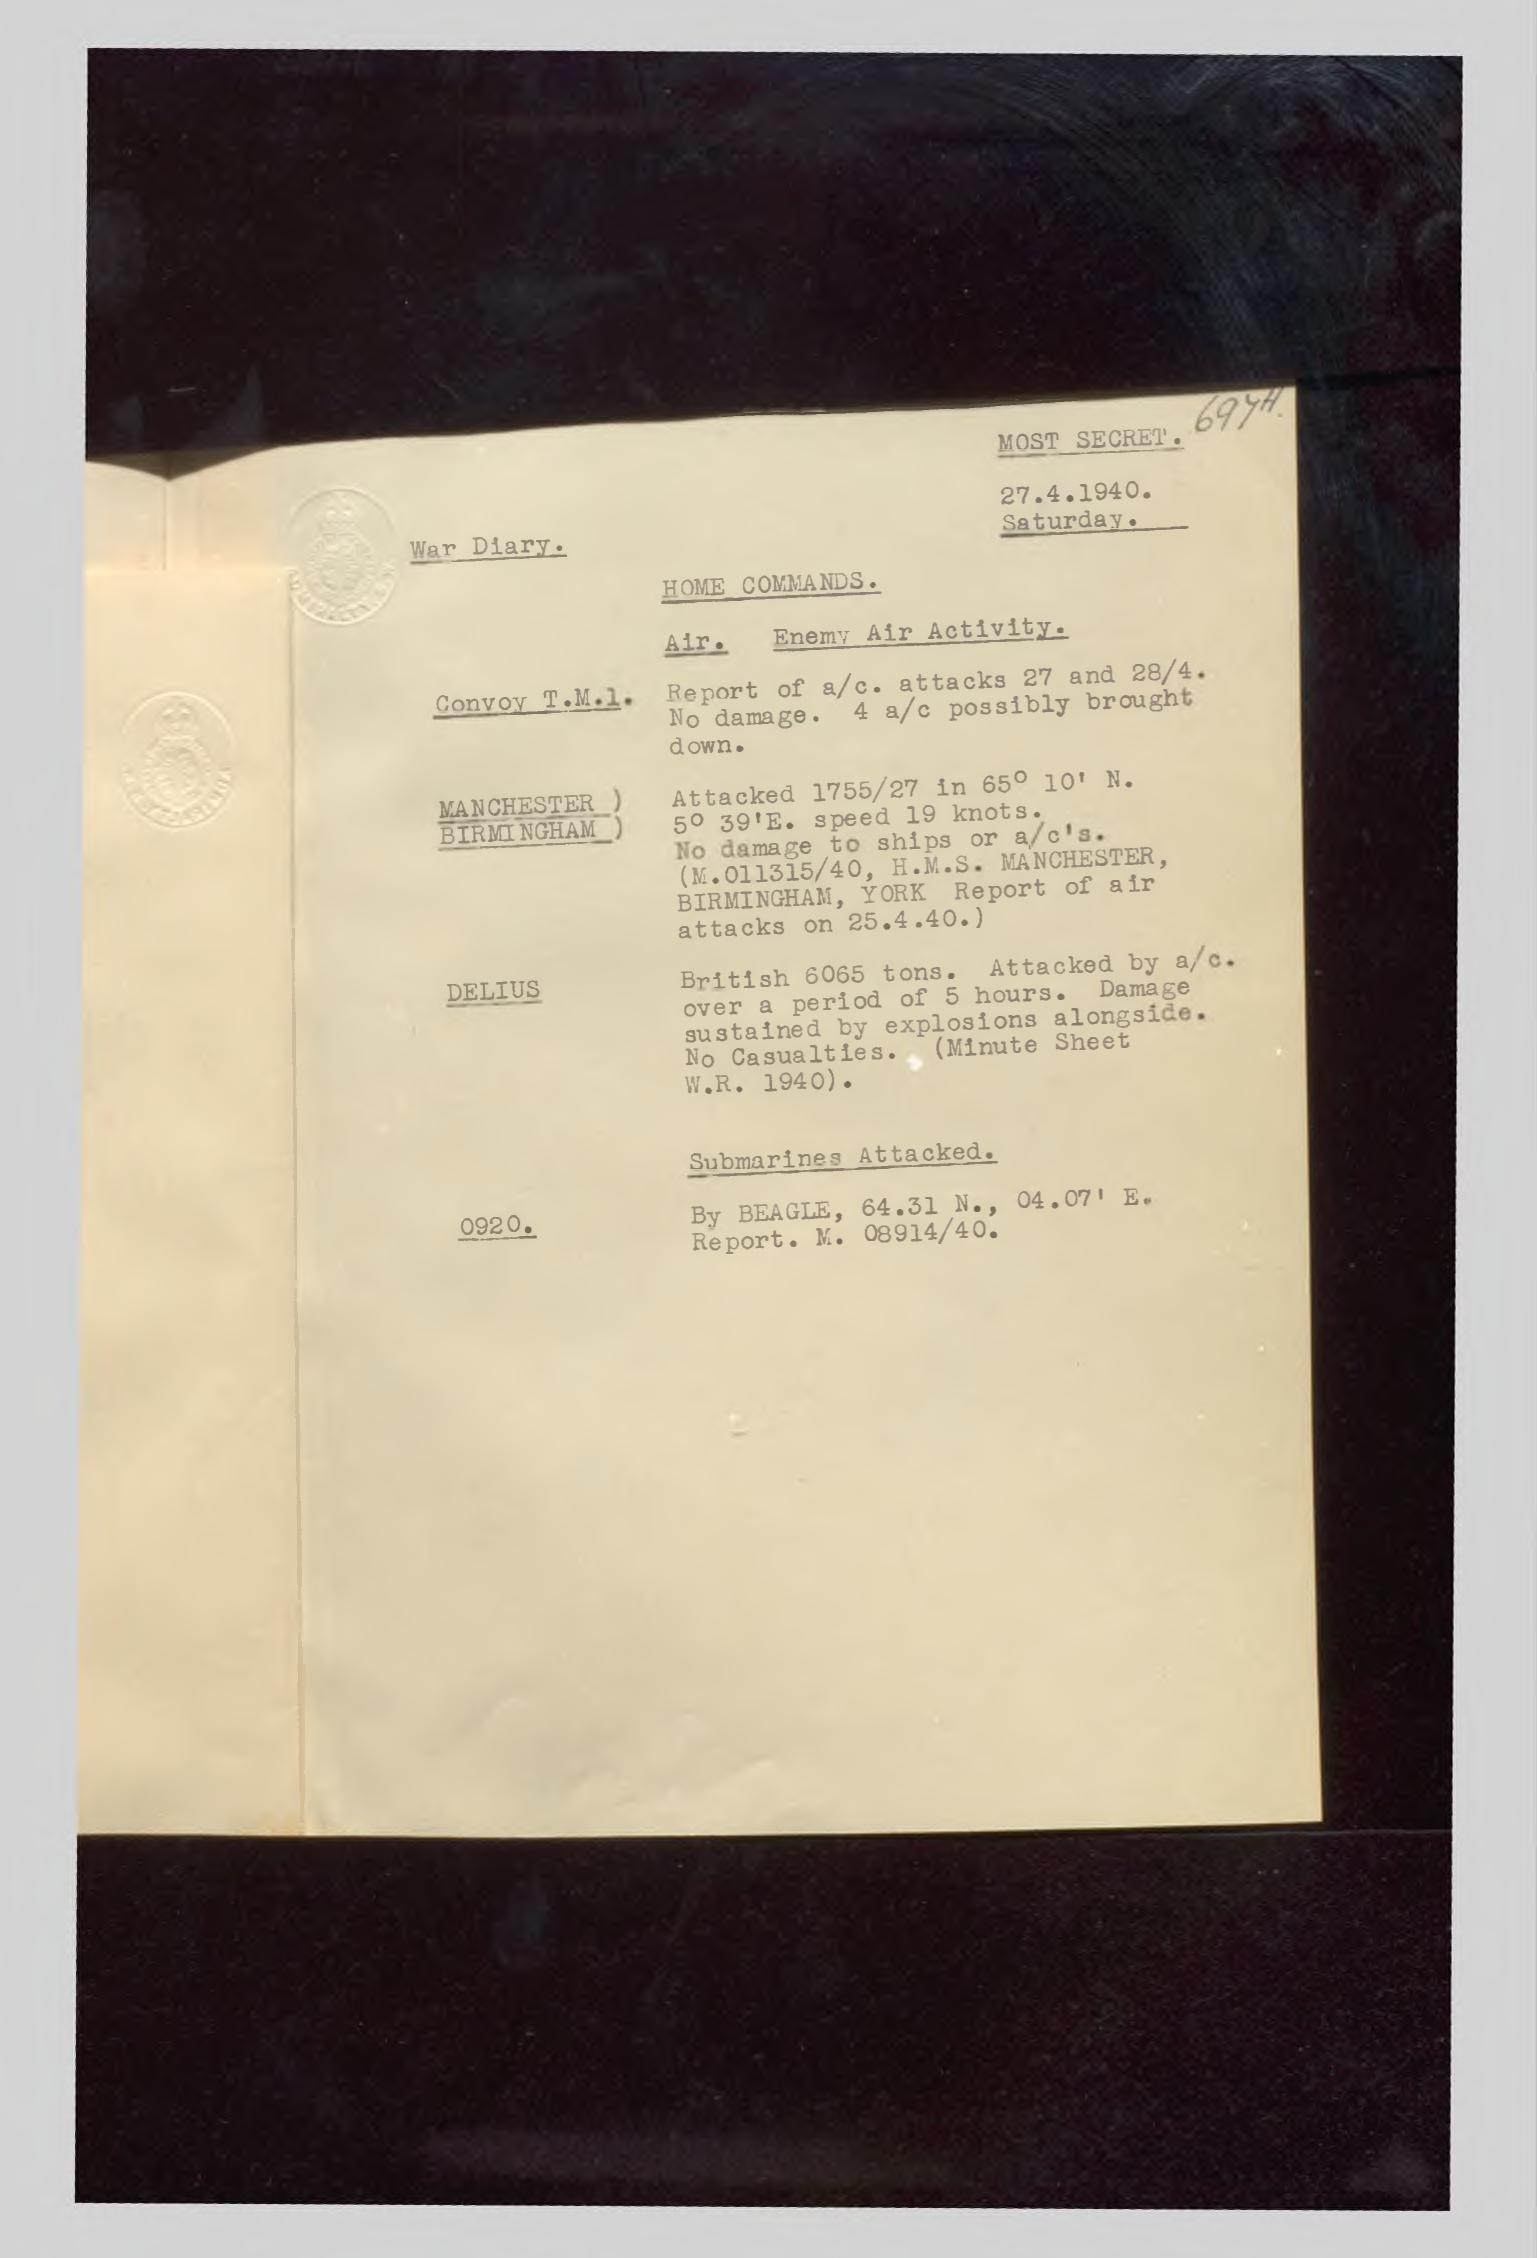 697H.
MOST SECRET.
27.4.1940.
Saturday.
War Diary.
HOME COMMANDS.
Air. Enemy Air Activity.
Convoy T.M.1. Report of a/c. attacks 27 and 28/4.
No damage. 4 a/c possibly brought
down.
MANCHESTER ) Attacked 1755/27 in 65° 10' N.
BIRMINGHAM ) 5° 39'E. speed 19 knots.
No damage to ships or a/c's.
(M.011315/40, H.M.S. MANCHESTER,
BIRMINGHAM, YORK Report of air
attacks on 25.4.40.)
DELIUS British 6065 tons. Attacked by a/c.
over a period of 5 hours. Damage
sustained by explosions alongside.
No Casualties. (Minute Sheet
W.R. 1940).
Submarines Attacked.
0920. By BEAGLE, 64.31 N., 04.07' E.
Report. M. 08914/40.